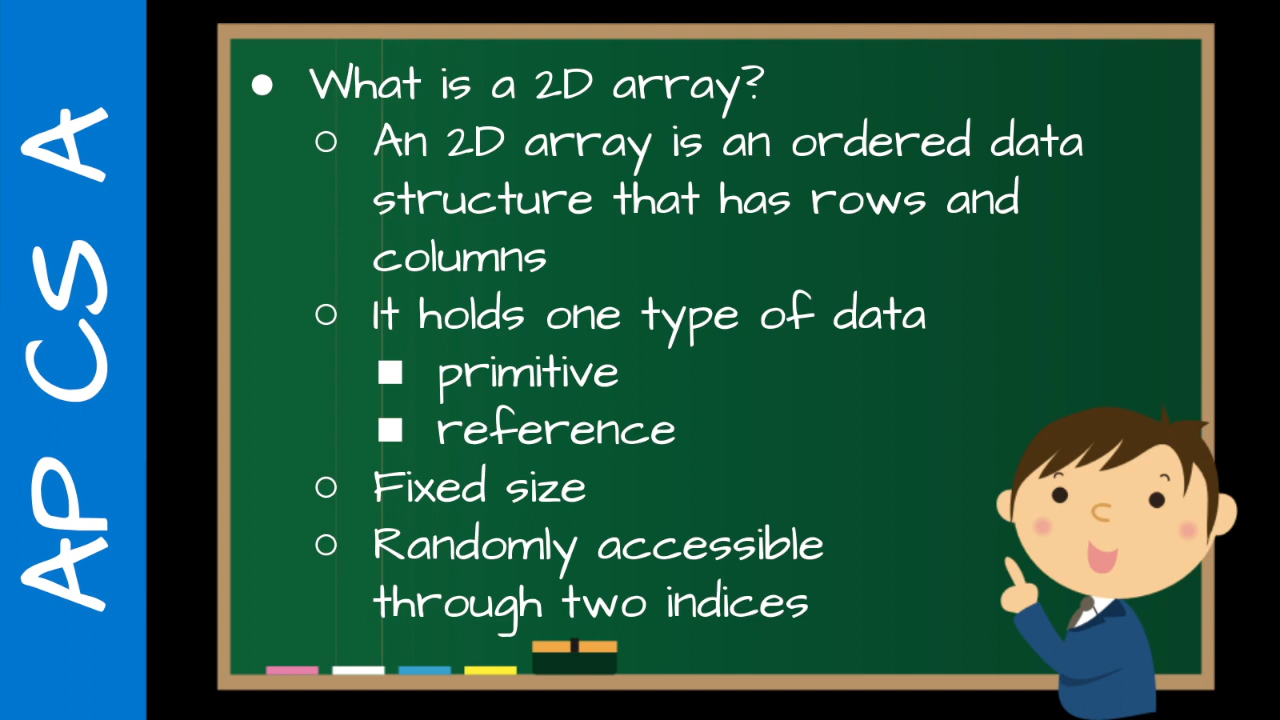 AP CS A
● What is a 2D array?
○ An 2D array is an ordered data
structure that has rows and
columns
○ It holds one type of data
■ primitive
■ reference
○ Fixed size
○ Randomly accessible
through two indices